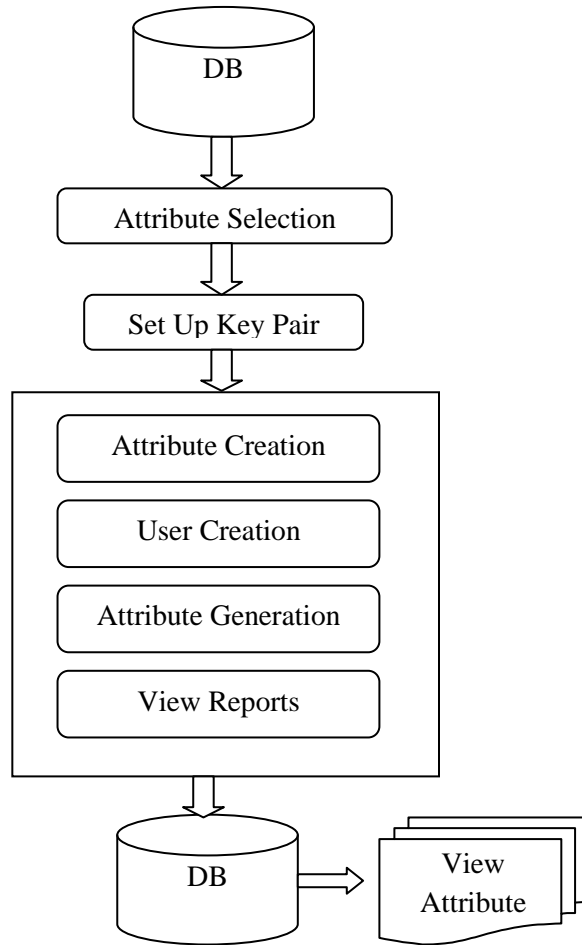 DB
Attribute Selection
Set Up Key Pair
Attribute Creation
User Creation
Attribute Generation
View Reports
DB
View
Attribute